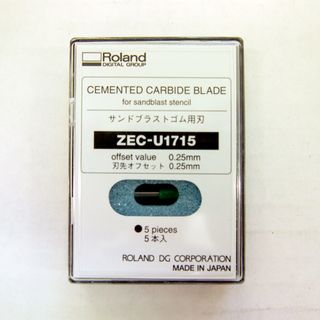 Roland
DIGITAL GROUP
CEMENTED CARBIDE BLADE
for sandblast stencil
サンドブラストゴム用刃
ZEC-U1715
offset value 0.25mm
刃先オフセット 0.25mm
● 5 pieces
5本入
ROLAND DG CORPORATION
MADE IN JAPAN